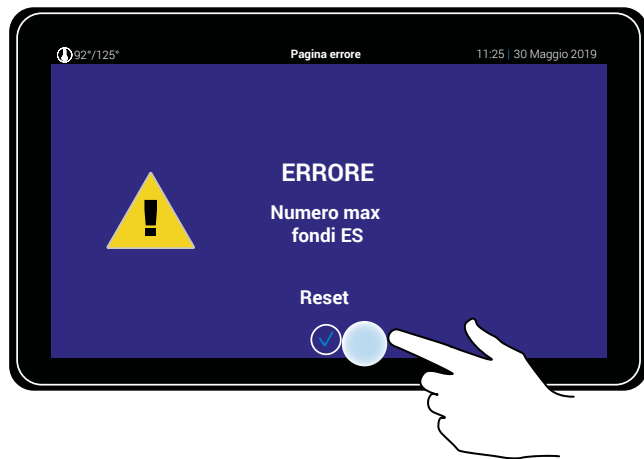 92°/125°
Pagina errore
11:25 | 30 Maggio 2019
ERRORE
Numero max
fondi ES
Reset